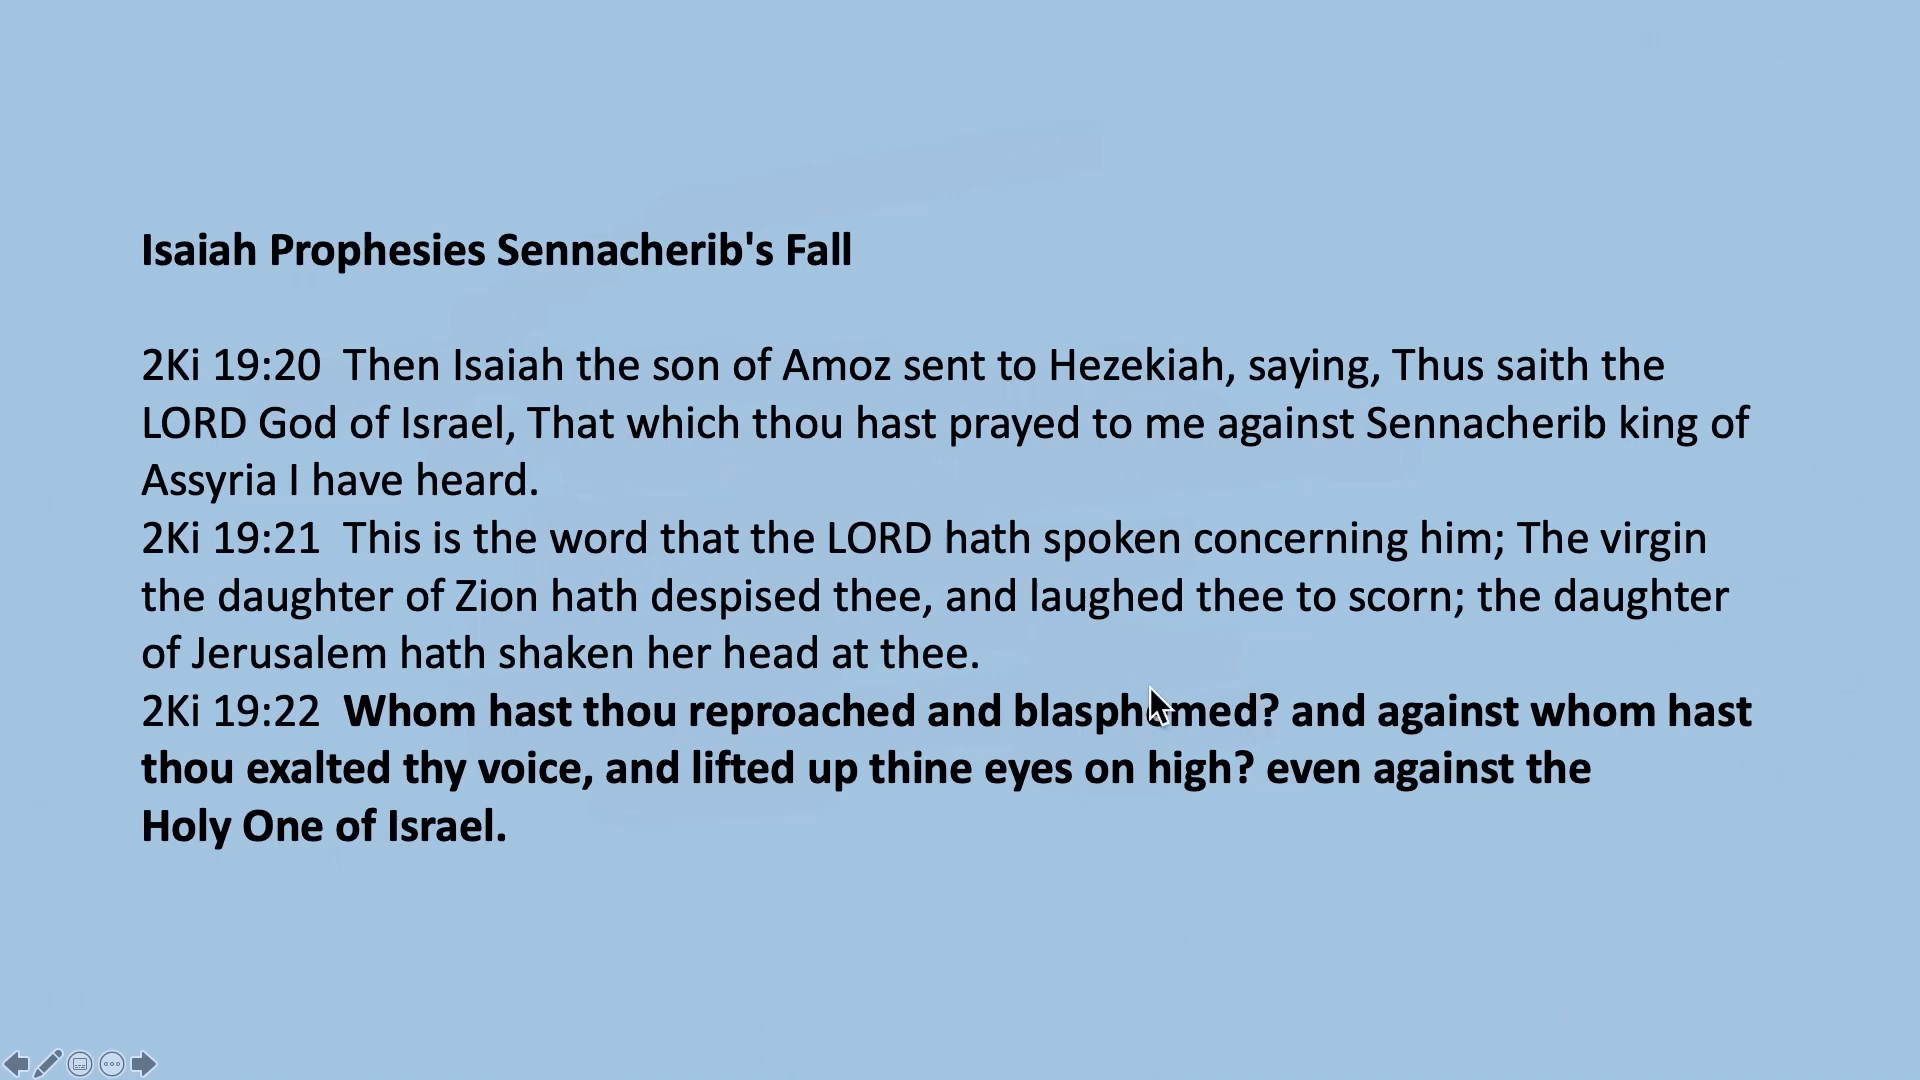 Isaiah Prophesies Sennacherib's Fall
2Ki 19:20  Then Isaiah the son of Amoz sent to Hezekiah, saying, Thus saith the
LORD God of Israel, That which thou hast prayed to me against Sennacherib king of
Assyria I have heard.
2Ki 19:21  This is the word that the LORD hath spoken concerning him; The virgin
the daughter of Zion hath despised thee, and laughed thee to scorn; the daughter
of Jerusalem hath shaken her head at thee.
2Ki 19:22  Whom hast thou reproached and blasphemed? and against whom hast
thou exalted thy voice, and lifted up thine eyes on high? even against the
Holy One of Israel.